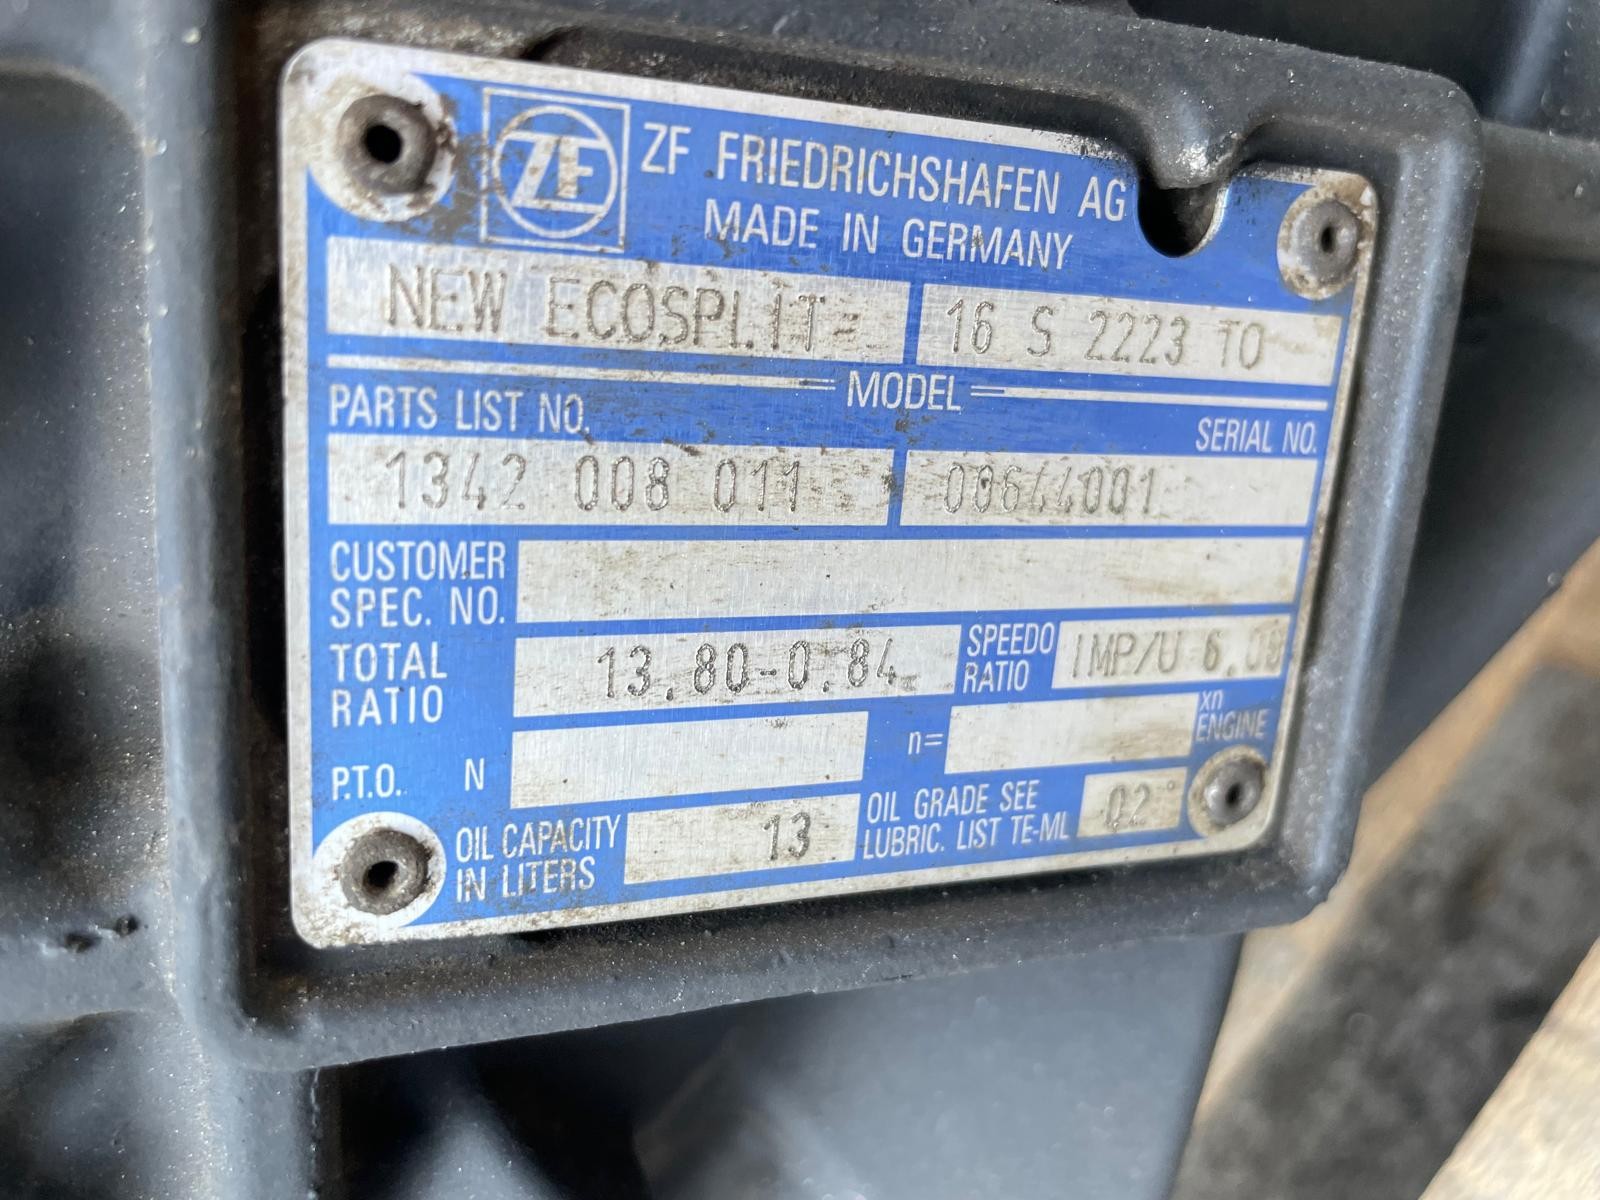 ZF ZF FRIEDRICHSHAFEN AG
MADE IN GERMANY
NEW ECOSPLIT 16 S 2223 TO
MODEL
PARTS LIST NO. SERIAL NO.
1342 008 011 00644001
CUSTOMER
SPEC. NO.
TOTAL
RATIO 13.80-0.84 SPEEDO
RATIO IMP/U
P.T.O. N n= xn
ENGINE
OIL CAPACITY
IN LITERS 13 OIL GRADE SEE
LUBRIC. LIST TE-ML 02